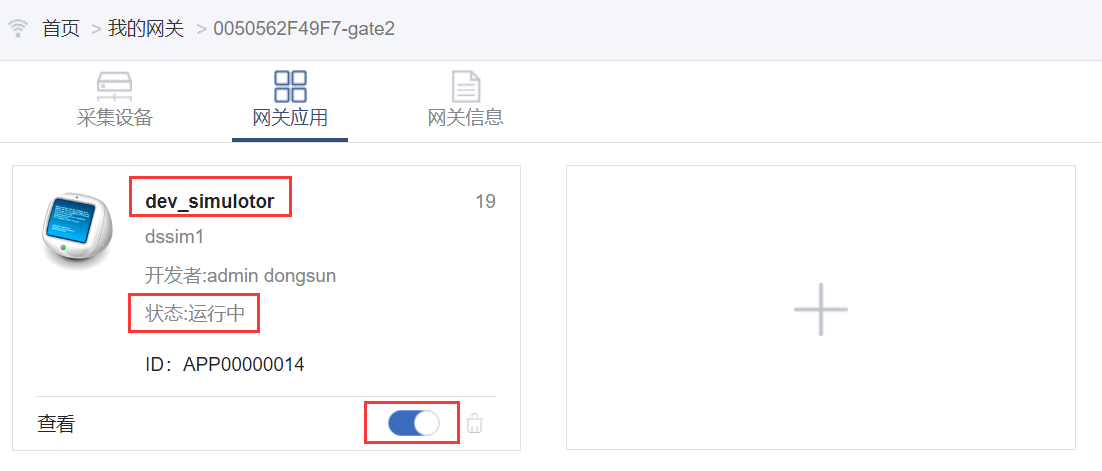 首页 > 我的网关 > 0050562F49F7-gate2
采集设备 网关应用 网关信息
dev_simulotor 19
dssim1
开发者:admin dongsun
状态:运行中
ID：APP00000014
查看